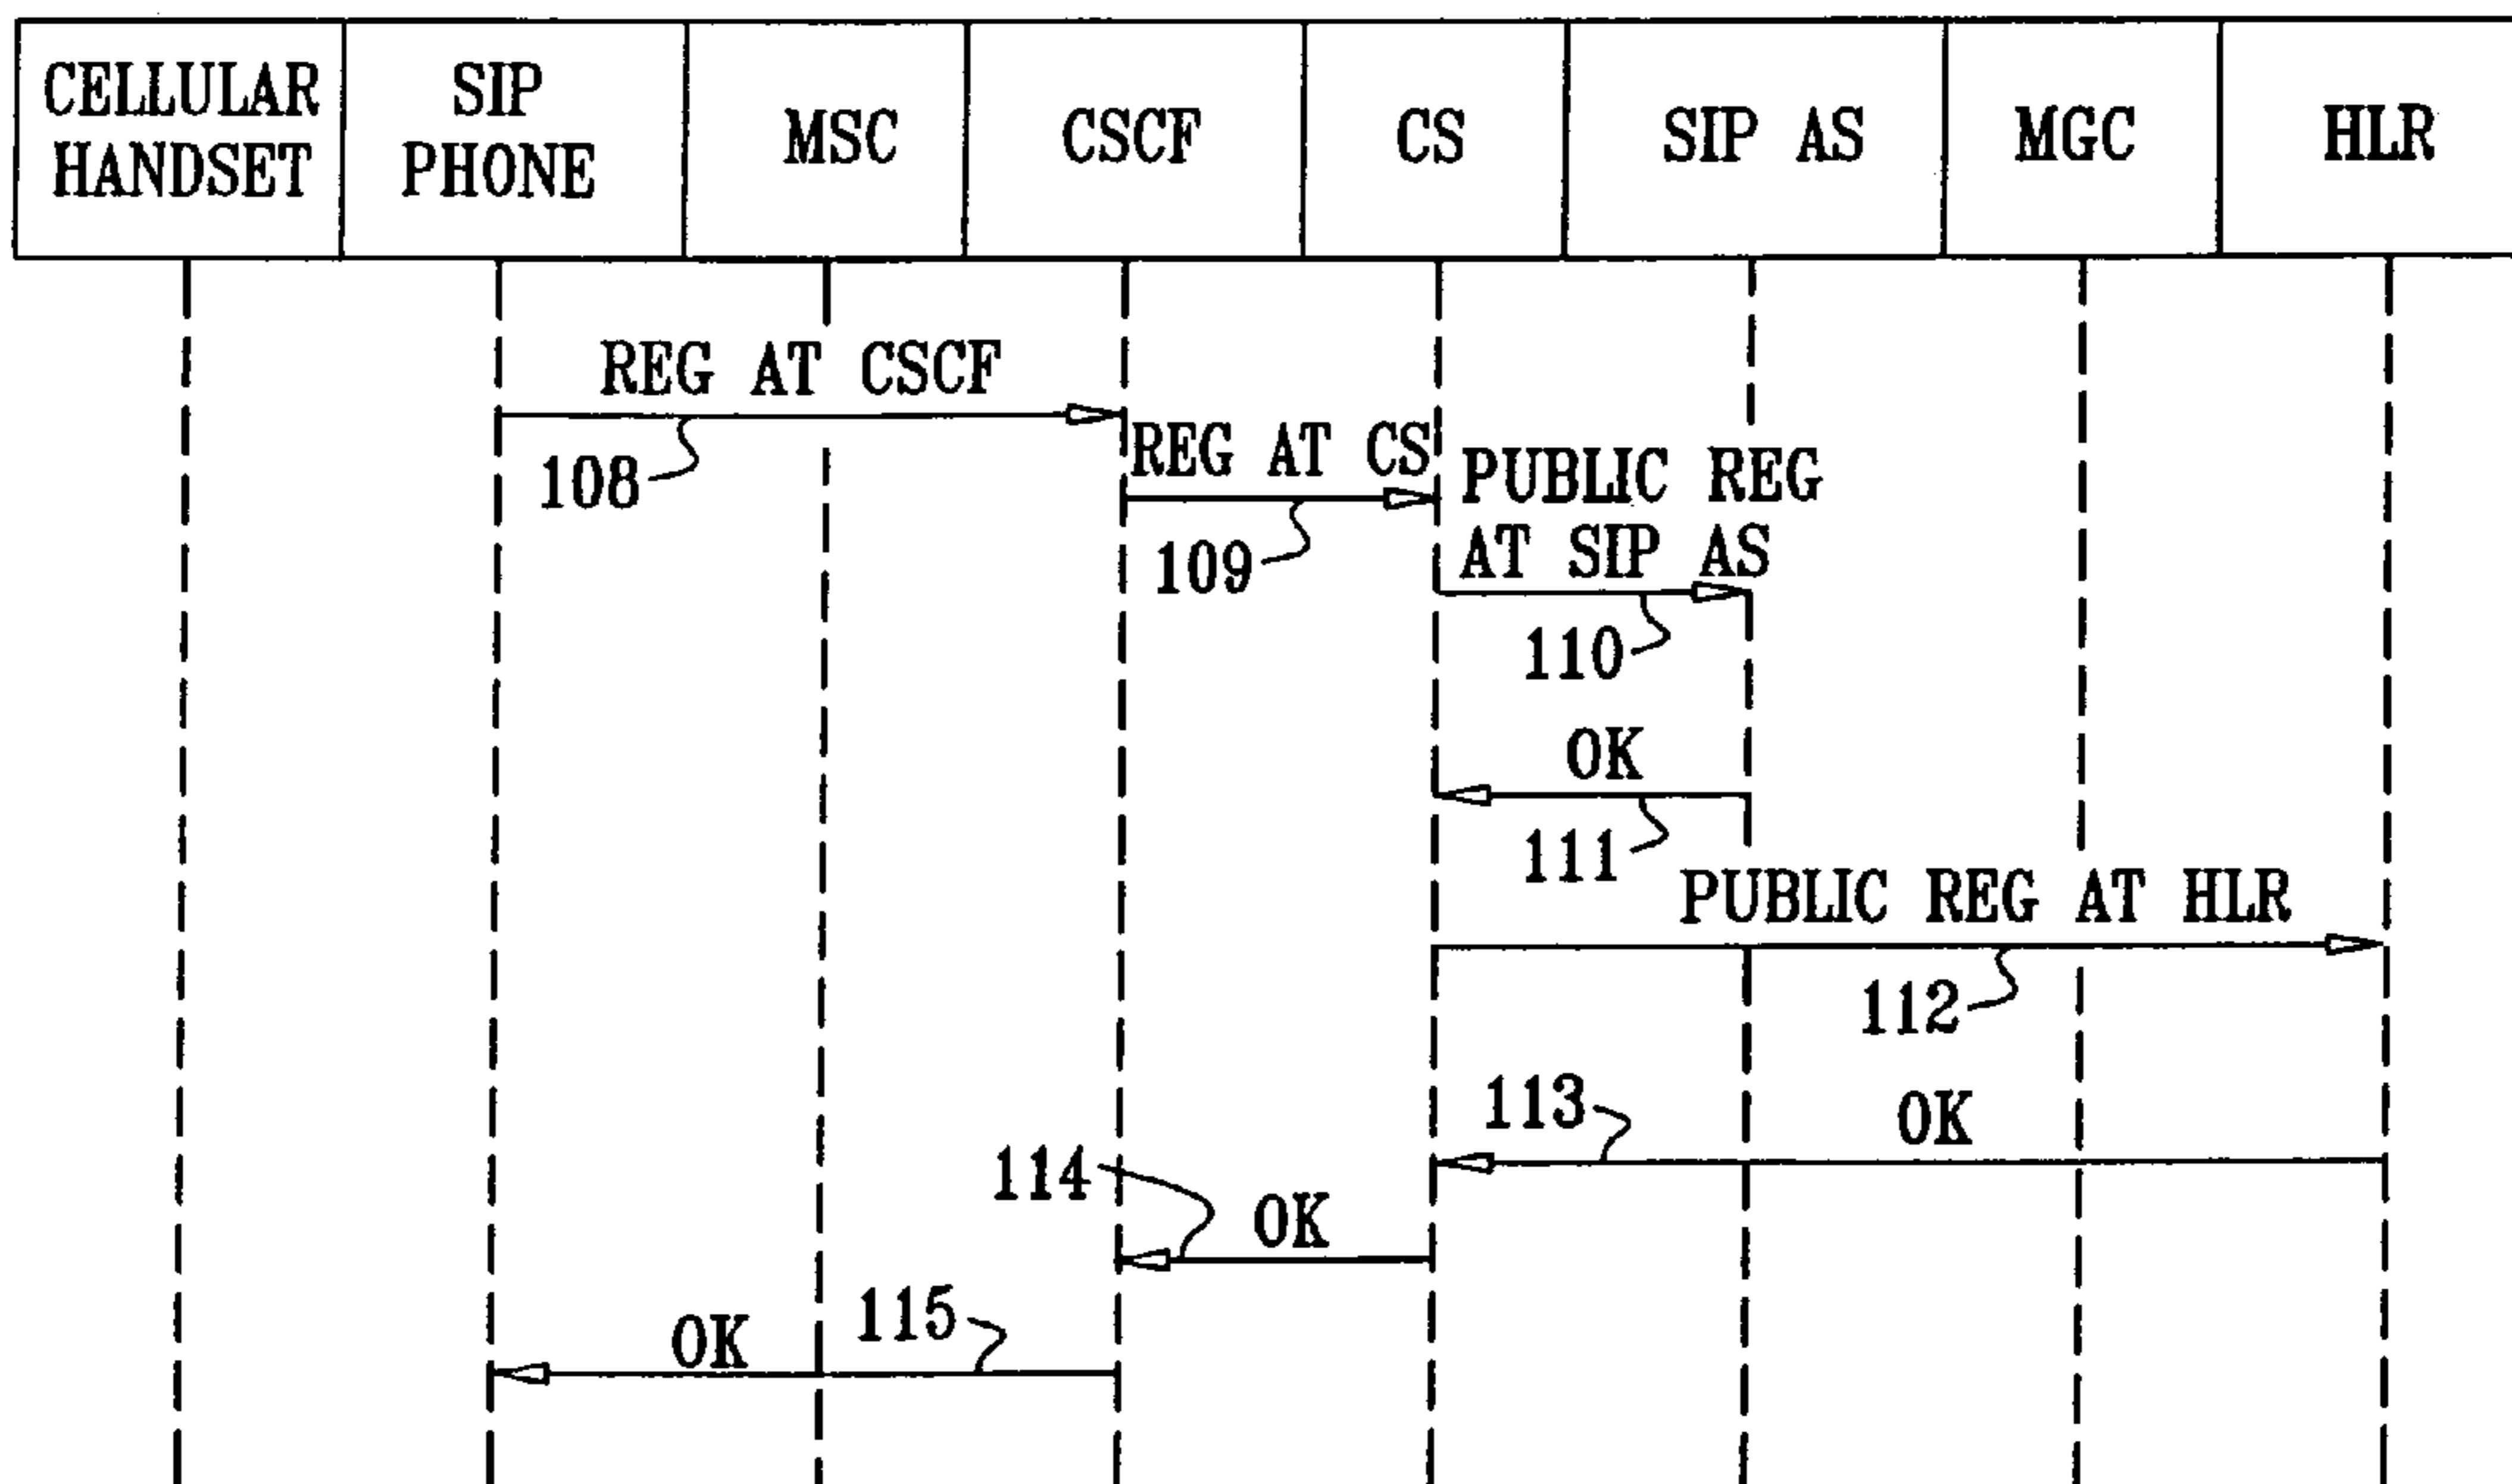 CELLULAR
HANDSET
SIP
PHONE
MSC
CSCF
CS
SIP AS
MGC
HLR
REG AT CSCF
108
REG AT CS
109
PUBLIC REG
AT SIP AS
110
OK
111
PUBLIC REG AT HLR
112
113
OK
114
OK
115
OK